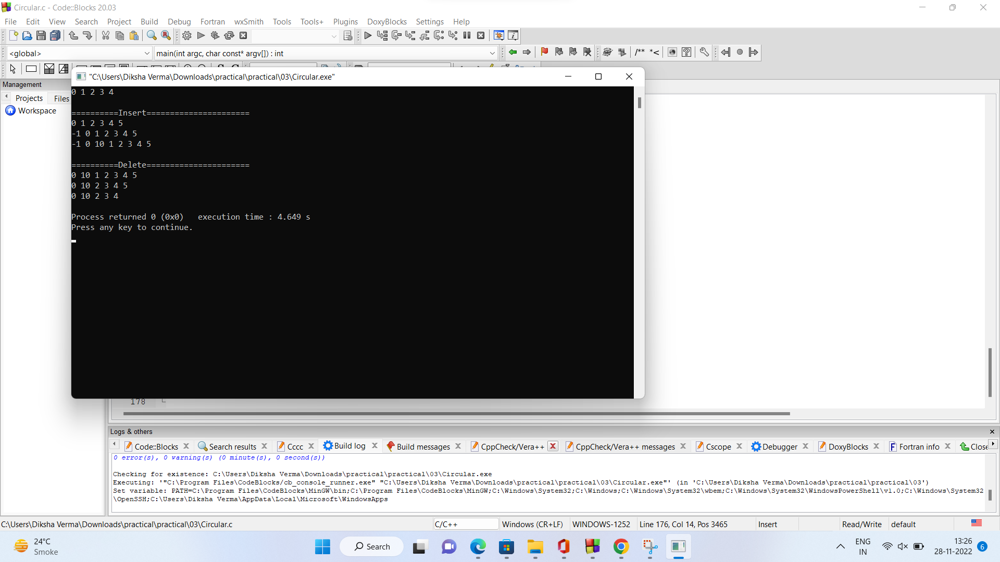 Circular.c - Code::Blocks 20.03
File Edit View Search Project Build Debug Fortran wxSmith Tools Tools+ Plugins DoxyBlocks Settings Help
<global> main(int argc, char const* argv[]) : int /** *<
Management
"C:\Users\Diksha Verma\Downloads\practical\practical\03\Circular.exe"
Projects Files
Workspace
0 1 2 3 4
==========Insert======================
0 1 2 3 4 5
-1 0 1 2 3 4 5
-1 0 10 1 2 3 4 5
==========Delete======================
0 10 1 2 3 4 5
0 10 2 3 4 5
0 10 2 3 4
Process returned 0 (0x0)   execution time : 4.649 s
Press any key to continue.
178
Logs & others
Code::Blocks Search results Cccc Build log Build messages CppCheck/Vera++ CppCheck/Vera++ messages Cscope Debugger DoxyBlocks Fortran info Close
0 error(s), 0 warning(s) (0 minute(s), 0 second(s))
Checking for existence: C:\Users\Diksha Verma\Downloads\practical\practical\03\Circular.exe
Executing: '"C:\Program Files\CodeBlocks/cb_console_runner.exe" "C:\Users\Diksha Verma\Downloads\practical\practical\03\Circular.exe"' (in 'C:\Users\Diksha Verma\Downloads\practical\practical\03')
Set variable: PATH=C:\Program Files\CodeBlocks\MinGW\bin;C:\Program Files\CodeBlocks\MinGW;C:\Windows\System32;C:\Windows;C:\Windows\System32\wbem;C:\Windows\System32\WindowsPowerShell\v1.0;C:\Windows\System32
\OpenSSH;C:\Users\Diksha Verma\AppData\Local\Microsoft\WindowsApps
C:\Users\Diksha Verma\Downloads\practical\practical\03\Circular.c C/C++ Windows (CR+LF) WINDOWS-1252 Line 176, Col 14, Pos 3465 Insert Read/Write default
24°C
Smoke
Search
ENG
IN
13:26
28-11-2022
6